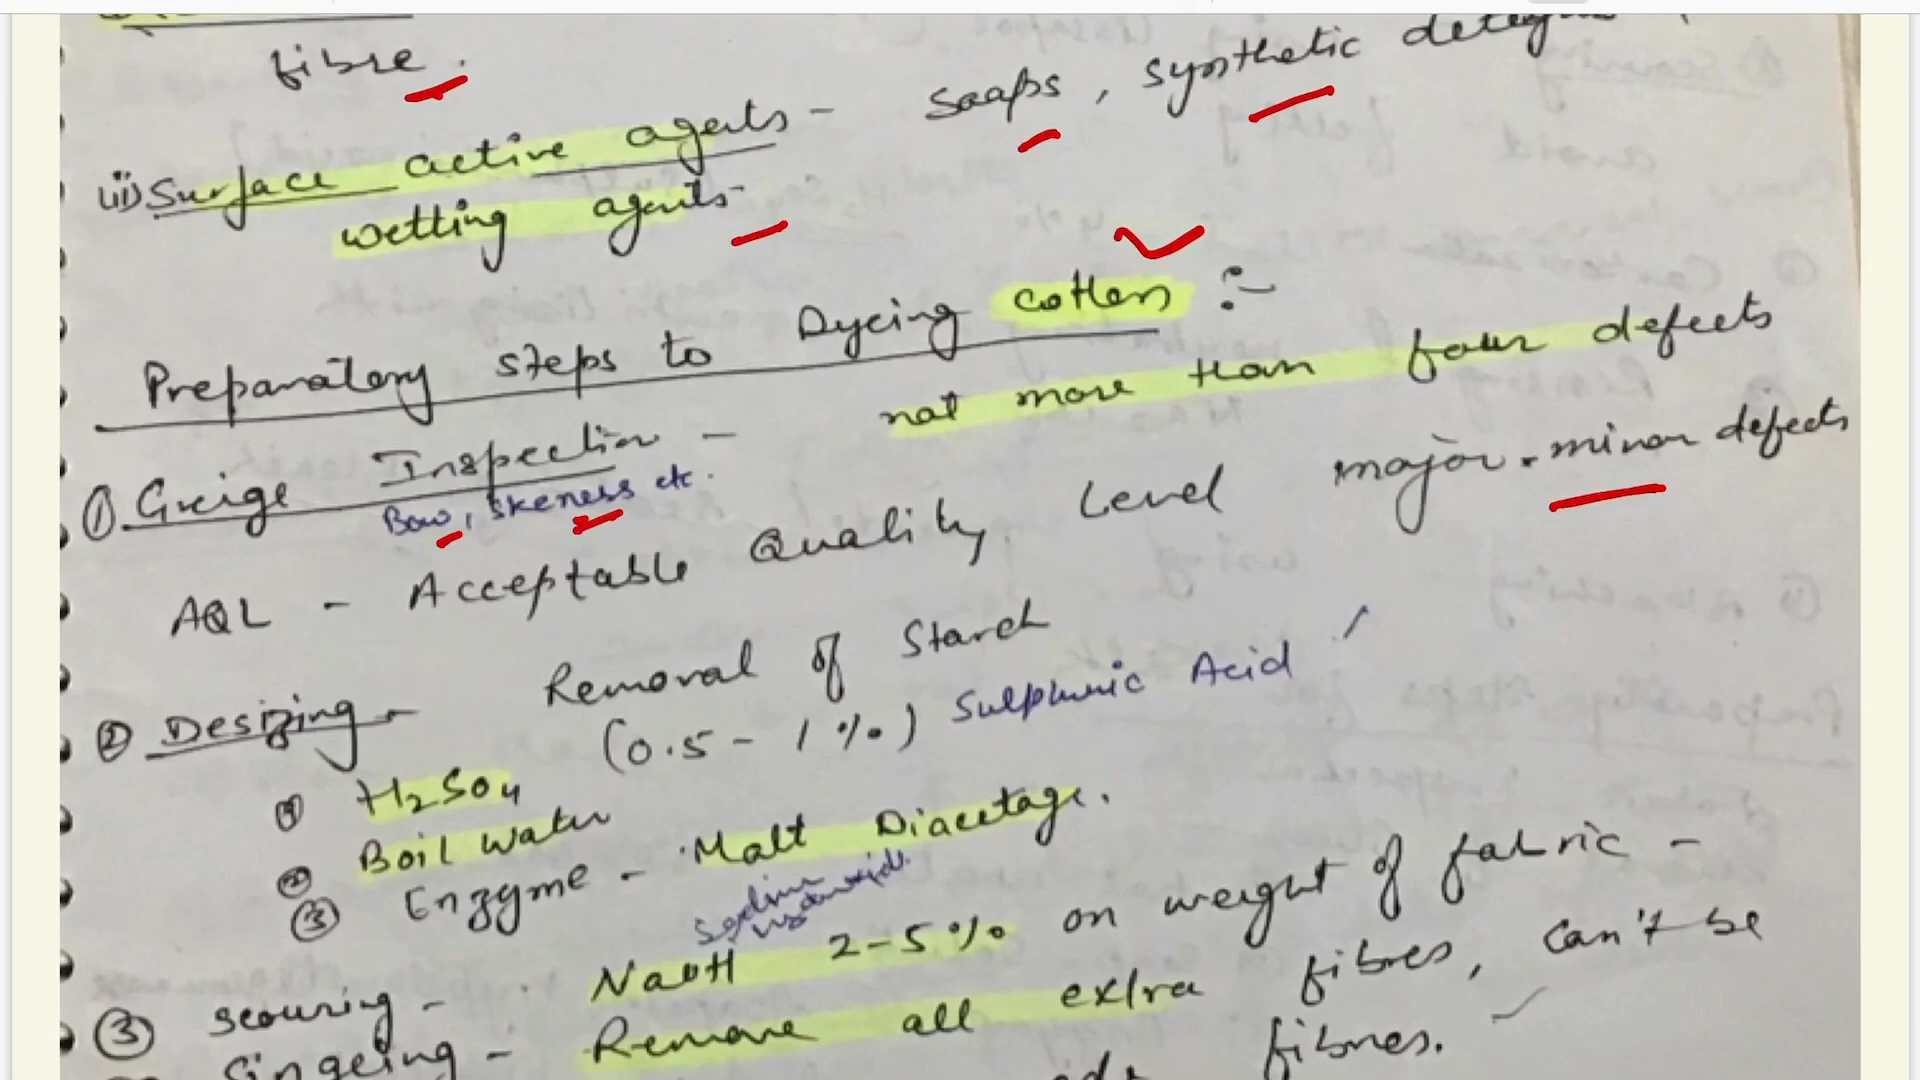 fibre.
iii) Surface active agents - Soaps, synthetic
wetting agents -
Preparatory steps to Dyeing cotton :-
① Greige Inspection - not more than four defects
Bow, skeness etc.
AQL - Acceptable Quality Level major. minor defects
② Desizing - Removal of Starch
(0.5 - 1 %) Sulphuric Acid
① H2SO4
② Boil water
③ Enzyme - Malt Diacetage.
Sodium hydroxide
③ scouring - NaOH 2-5% on weight of fabric -
Singeing - Remove all extra fibres, can't be
fibres.